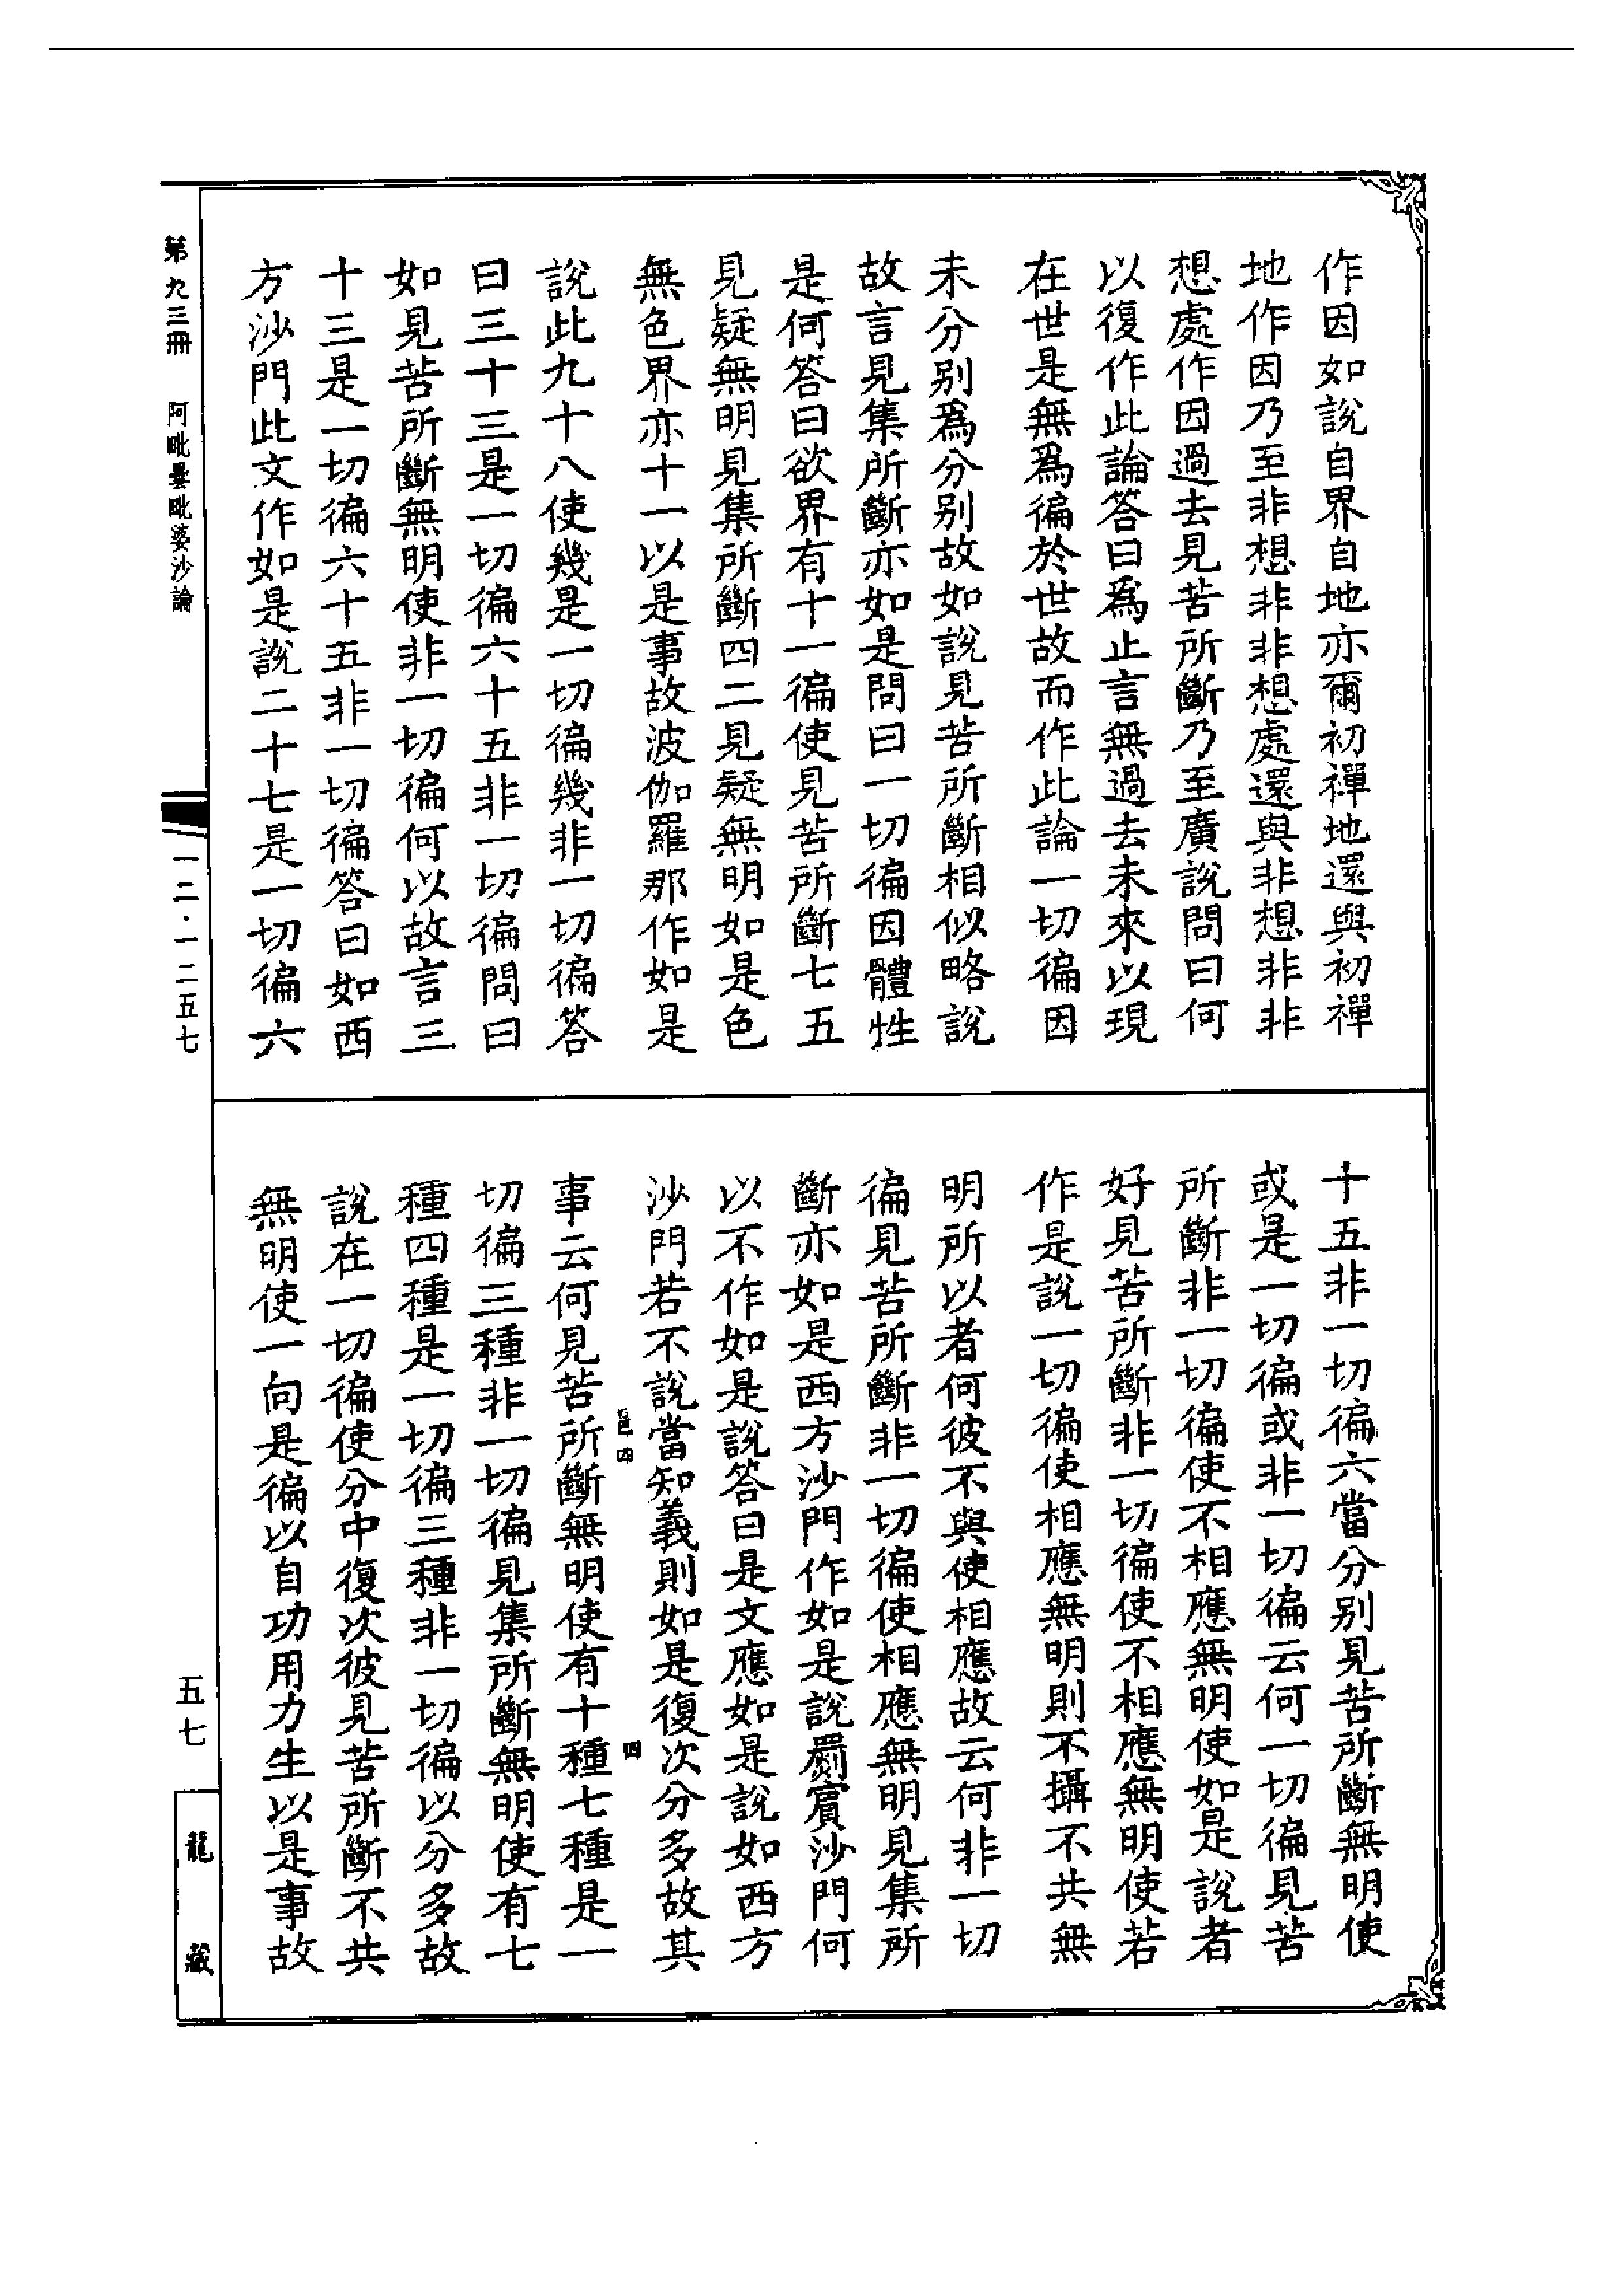 作因如說自界自地亦爾初禪地還與初禪
地作因乃至非想非非想處還與非想非非
想處作因過去見苦所斷乃至廣說問曰何
以復作此論答曰爲止言無過去未來以現
在世是無爲徧於世故而作此論一切徧因
未分別爲分別故如說見苦所斷相似略說
故言見集所斷亦如是問曰一切徧因體性
是何答曰欲界有十一徧使見苦所斷七五
見疑無明見集所斷四二見疑無明如是色
無色界亦十一以是事故波伽羅那作如是
說此九十八使幾是一切徧幾非一切徧答
曰三十三是一切徧六十五非一切徧問曰
如見苦所斷無明使非一切徧何以故言三
十三是一切徧六十五非一切徧答曰如西
方沙門此文作如是說二十七是一切徧六
十五非一切徧六當分別見苦所斷無明使
或是一切徧或非一切徧云何一切徧見苦
所斷非一切徧使不相應無明使如是說者
好見苦所斷非一切徧使不相應無明使若
作是說一切徧使相應無明則不攝不共無
明所以者何彼不與使相應故云何非一切
徧見苦所斷非一切徧使相應無明見集所
斷亦如是西方沙門作如是說罽賓沙門何
以不作如是說答曰是文應如是說如西方
沙門若不說當知義則如是復次分多故其
事云何見苦所斷無明使有十種七種是一
切徧三種非一切徧見集所斷無明使有七
種四種是一切徧三種非一切徧以分多故
說在一切徧使分中復次彼見苦所斷不共
無明使一向是徧以自功用力生以是事故
邑四
四
第九三冊 阿毗曇毗婆沙論
一二·一二五七
五七
龍藏